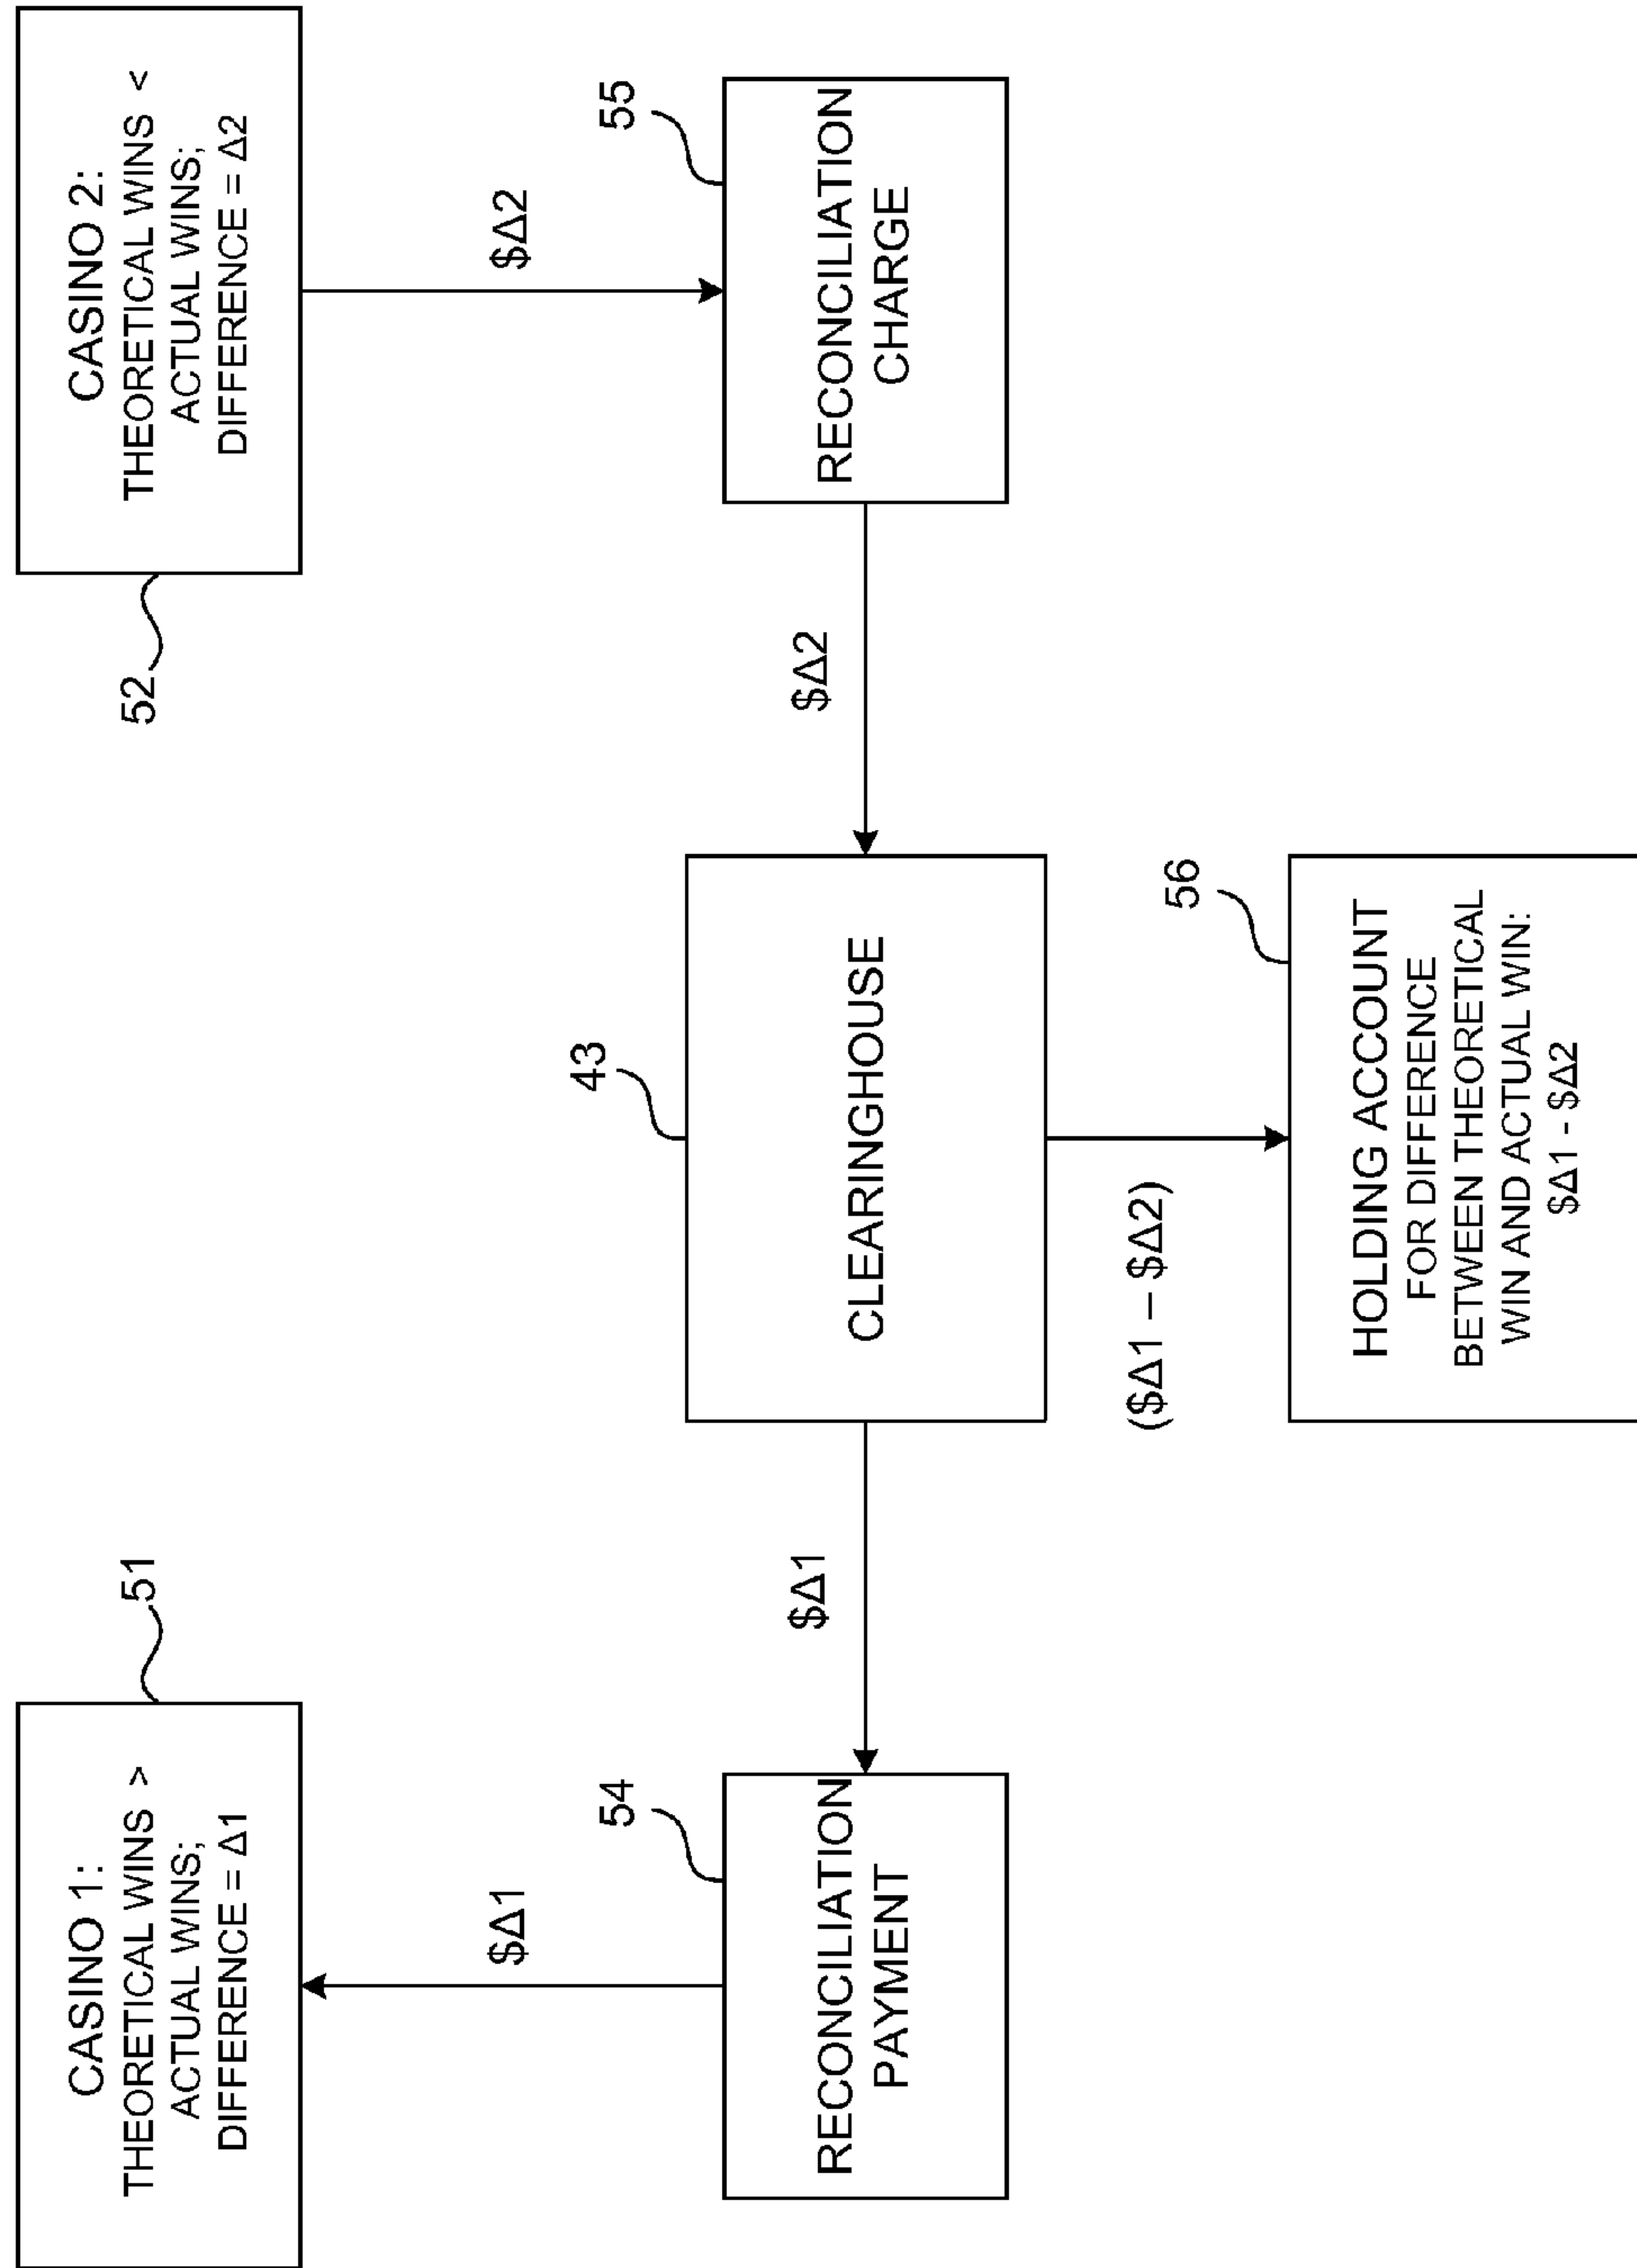 CASINO 1:
THEORETICAL WINS >
ACTUAL WINS;
DIFFERENCE = Δ1
51
CASINO 2:
THEORETICAL WINS <
ACTUAL WINS;
DIFFERENCE = Δ2
52
$Δ1
$Δ2
54
RECONCILIATION
PAYMENT
$Δ1
43
CLEARINGHOUSE
$Δ2
55
RECONCILIATION
CHARGE
($Δ1 – $Δ2)
56
HOLDING ACCOUNT
FOR DIFFERENCE
BETWEEN THEORETICAL
WIN AND ACTUAL WIN:
$Δ1 - $Δ2